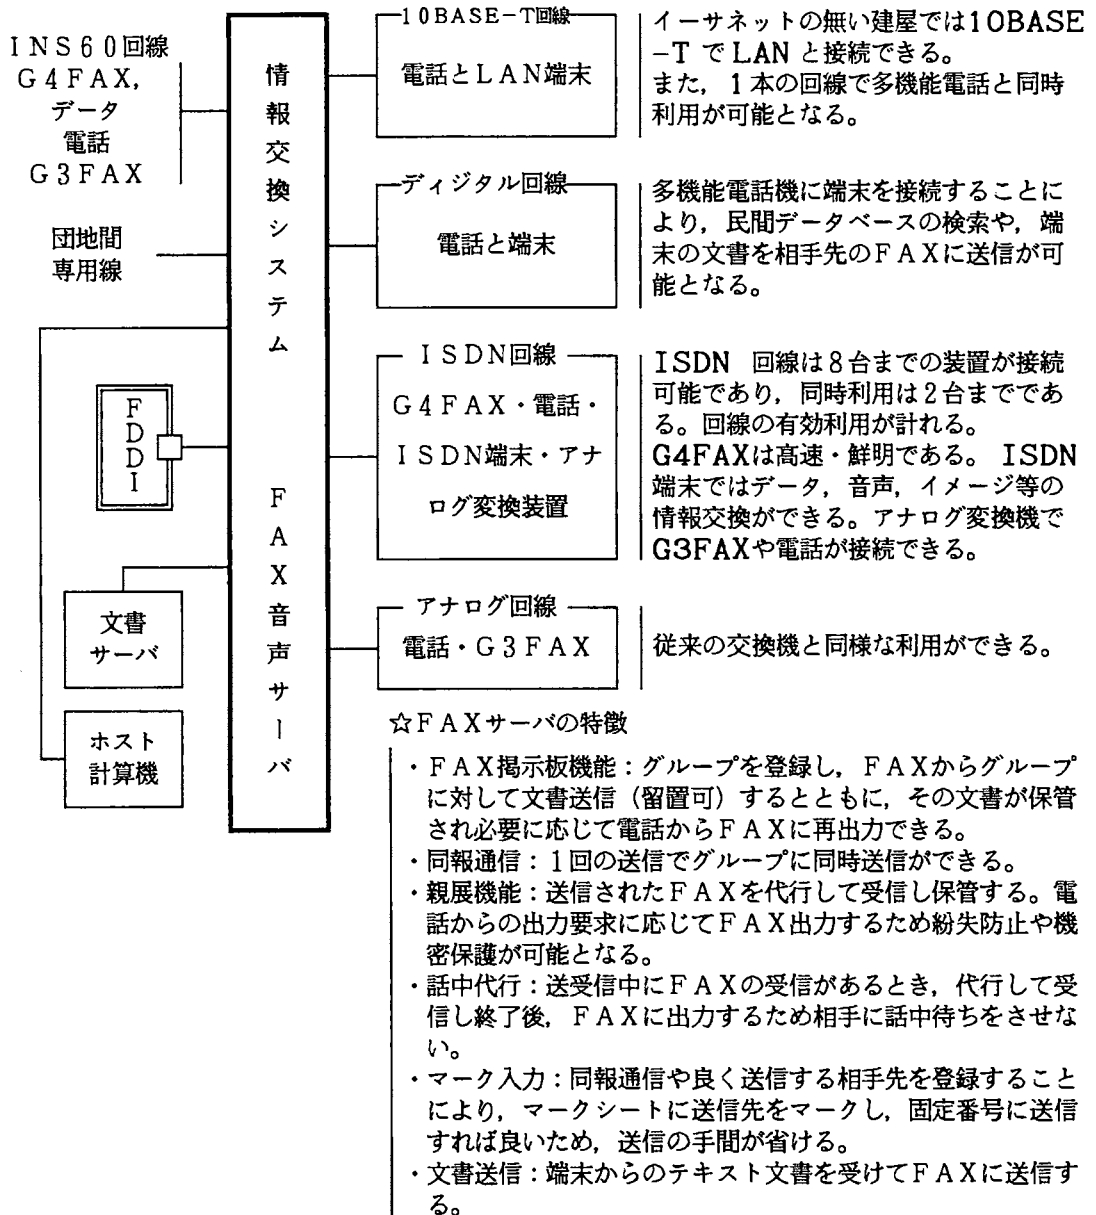 INS60回線
G4FAX,
データ
電話
G3FAX
団地間
専用線
FDDI
文書
サーバ
ホスト
計算機
情報交換システム FAX音声サーバ
10BASE-T回線
電話とLAN端末
イーサネットの無い建屋では10BASE
-TでLANと接続できる。
また，1本の回線で多機能電話と同時
利用が可能となる。
ディジタル回線
電話と端末
多機能電話機に端末を接続することに
より，民間データベースの検索や，端
末の文書を相手先のFAXに送信が可
能となる。
ISDN回線
G4FAX・電話・
ISDN端末・アナ
ログ変換装置
ISDN 回線は8台までの装置が接続
可能であり，同時利用は2台までであ
る。回線の有効利用が計れる。
G4FAXは高速・鮮明である。 ISDN
端末ではデータ，音声，イメージ等の
情報交換ができる。アナログ変換機で
G3FAXや電話が接続できる。
アナログ回線
電話・G3FAX
従来の交換機と同様な利用ができる。
☆FAXサーバの特徴
・FAX掲示板機能：グループを登録し，FAXからグループ
に対して文書送信（留置可）するとともに，その文書が保管
され必要に応じて電話からFAXに再出力できる。
・同報通信：1回の送信でグループに同時送信ができる。
・親展機能：送信されたFAXを代行して受信し保管する。電
話からの出力要求に応じてFAX出力するため紛失防止や機
密保護が可能となる。
・話中代行：送受信中にFAXの受信があるとき，代行して受
信し終了後，FAXに出力するため相手に話中待ちをさせな
い。
・マーク入力：同報通信や良く送信する相手先を登録すること
により，マークシートに送信先をマークし，固定番号に送信
すれば良いため，送信の手間が省ける。
・文書送信：端末からのテキスト文書を受けてFAXに送信す
る。